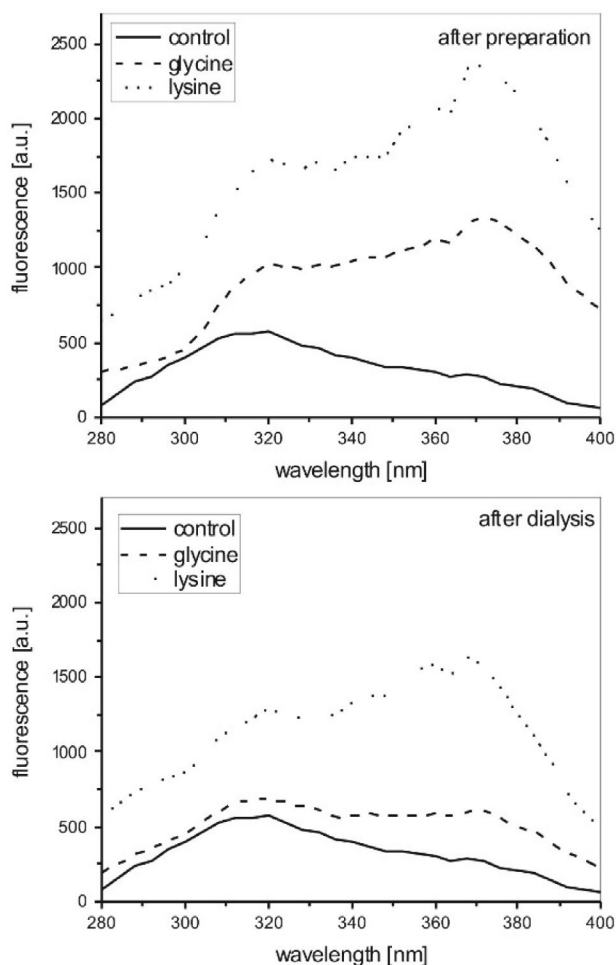 after preparation
control
glycine
lysine
2500
2000
1500
1000
500
0
fluorescence [a.u.]
280 300 320 340 360 380 400
wavelength [nm]
after dialysis
control
glycine
lysine
2500
2000
1500
1000
500
0
fluorescence [a.u.]
280 300 320 340 360 380 400
wavelength [nm]